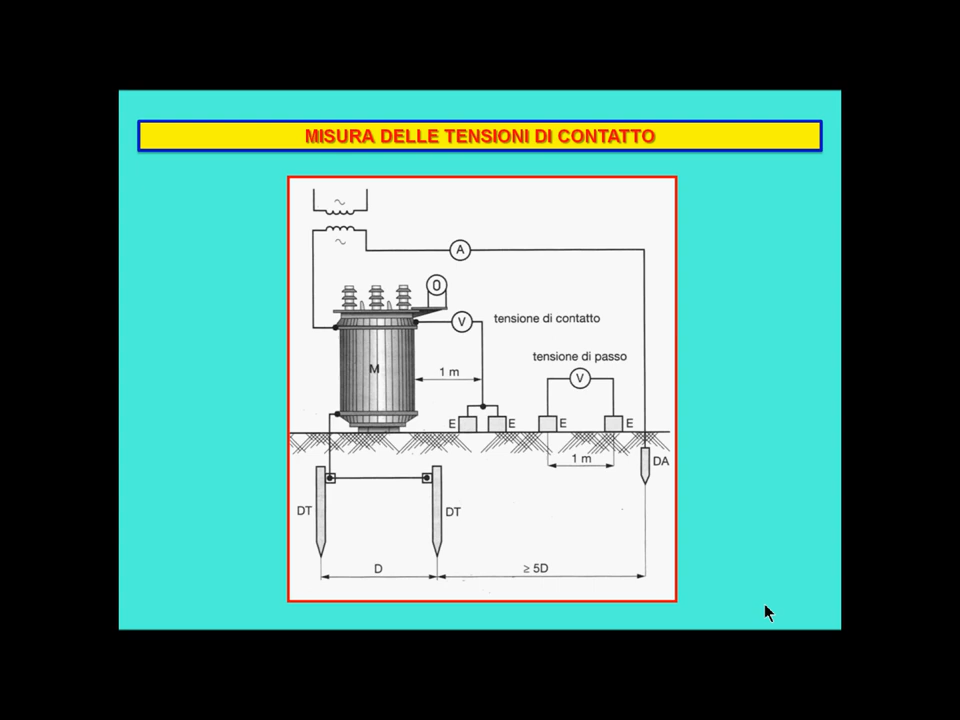 MISURA DELLE TENSIONI DI CONTATTO
A
0
V
tensione di contatto
tensione di passo
M
1 m
V
E
E
E
E
1 m
DA
DT
DT
D
≥ 5D